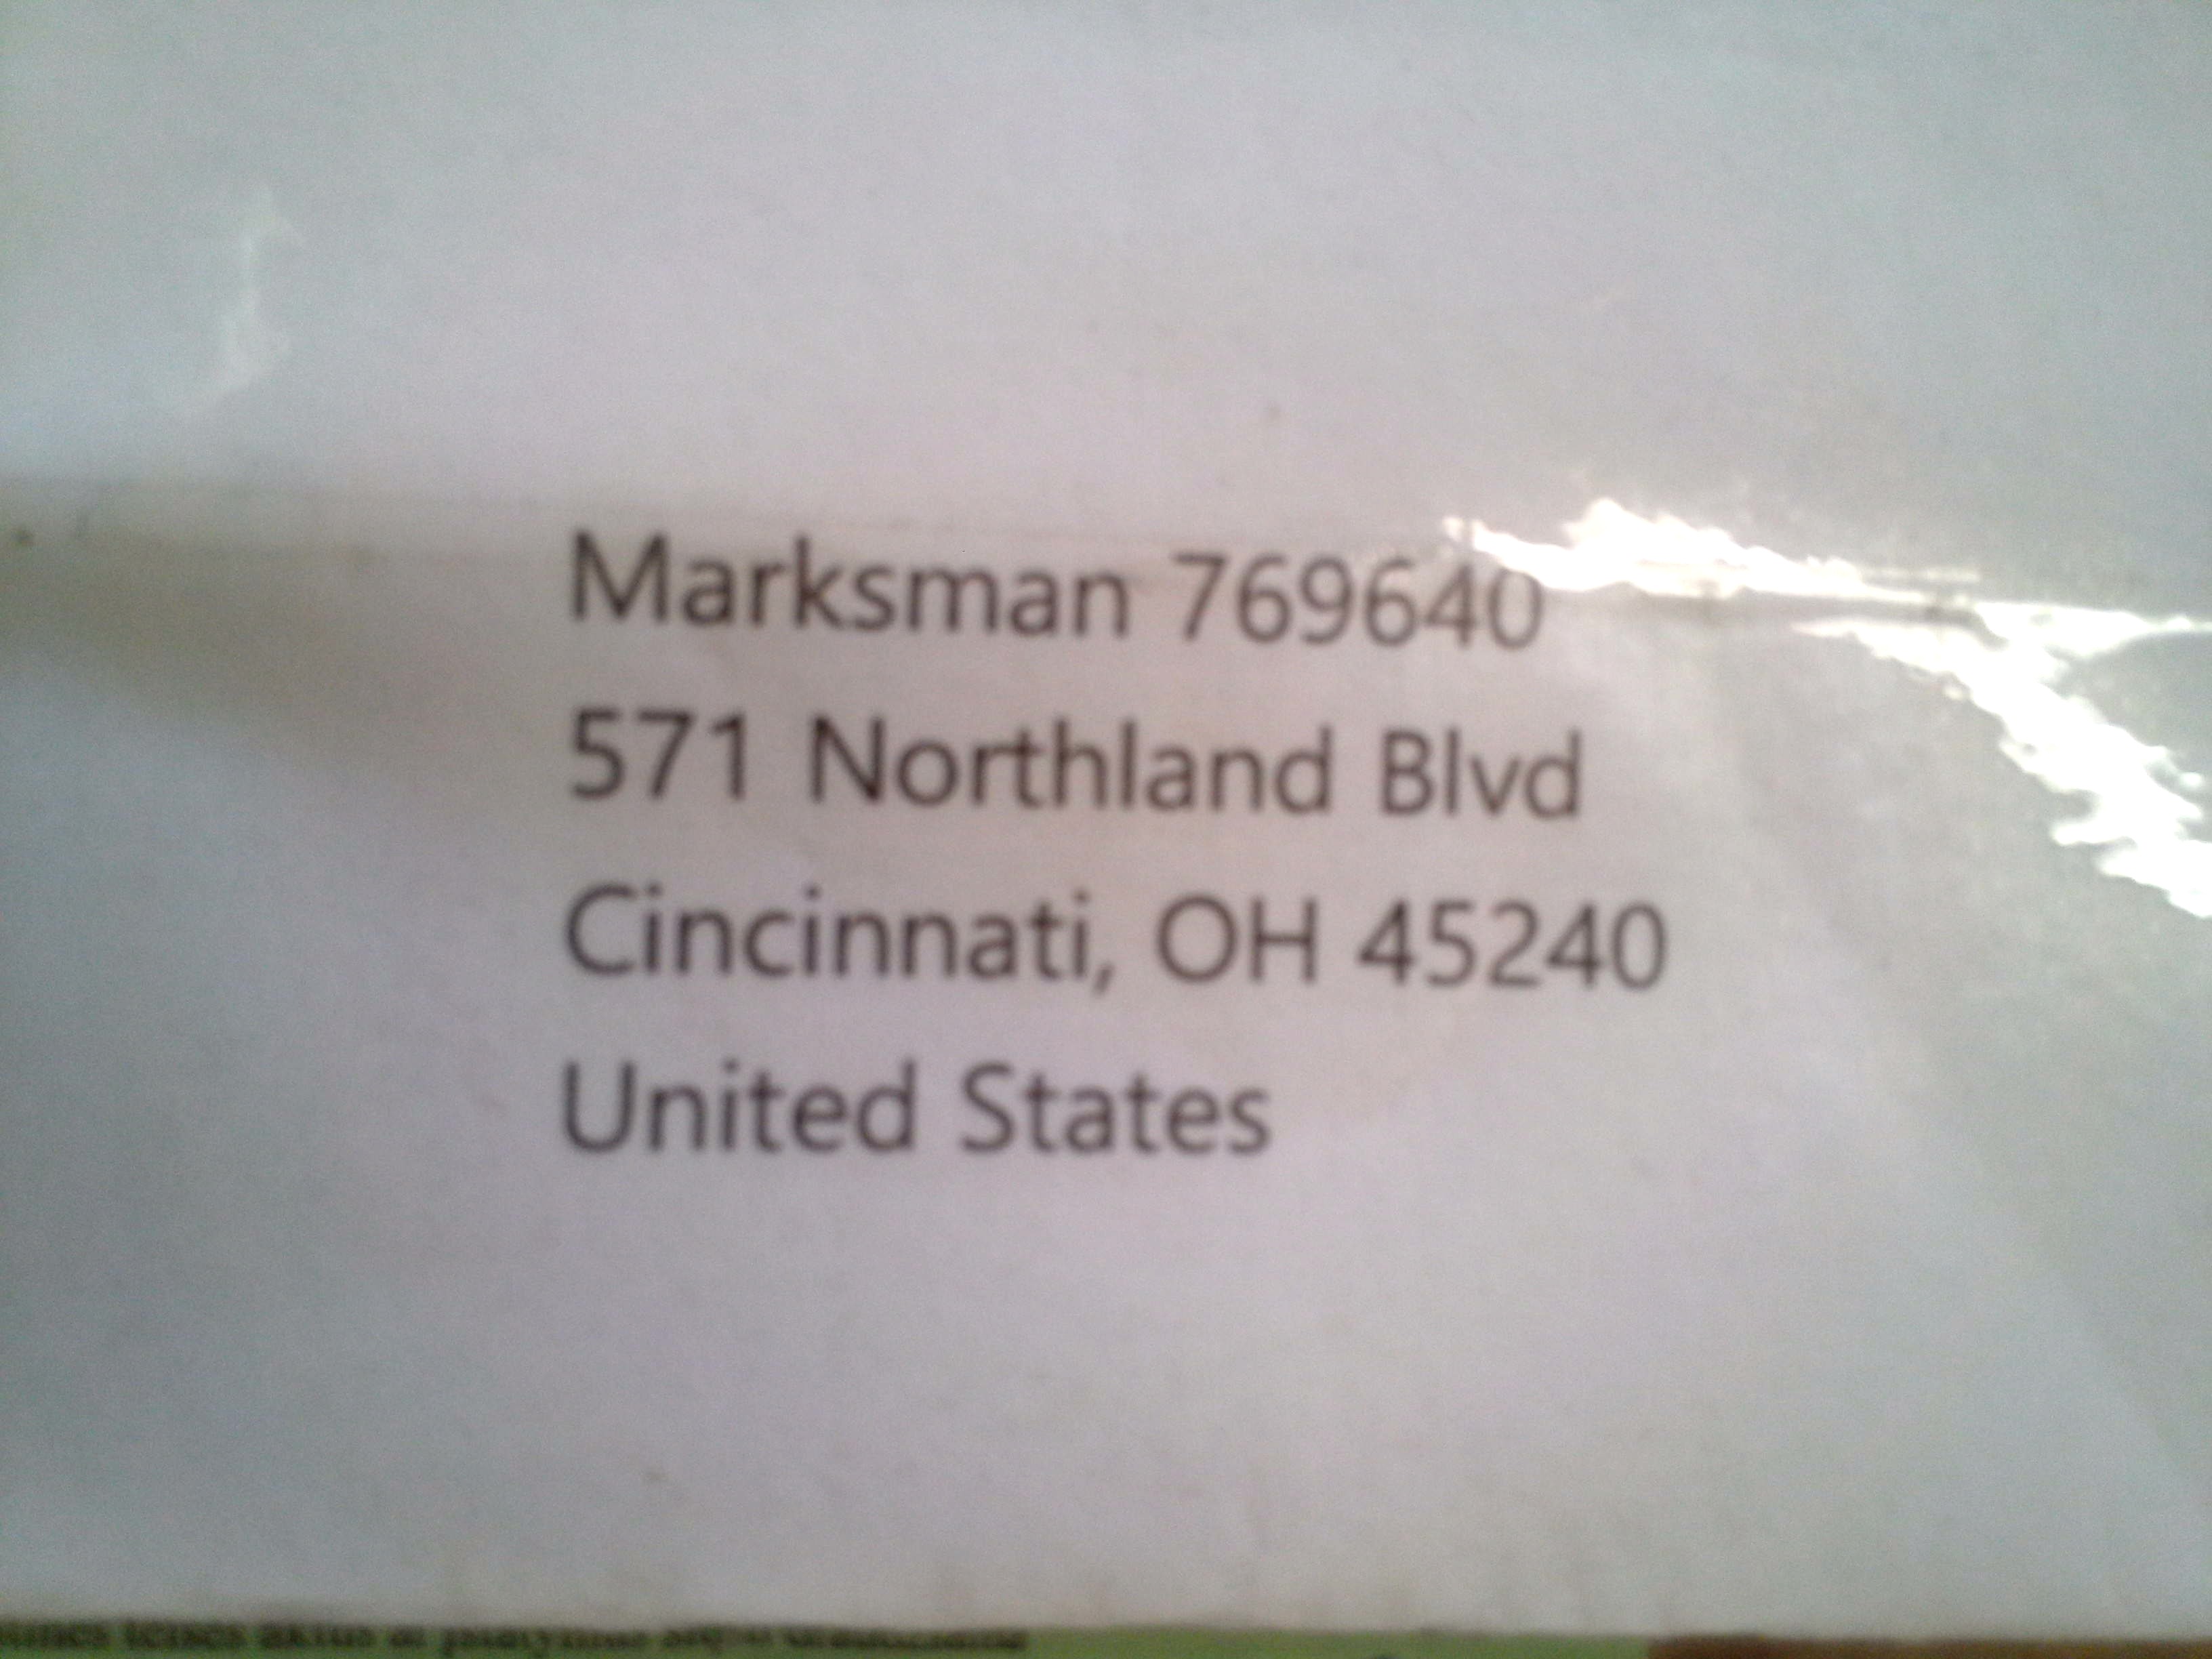 Marksman 769640
571 Northland Blvd
Cincinnati, OH 45240
United States